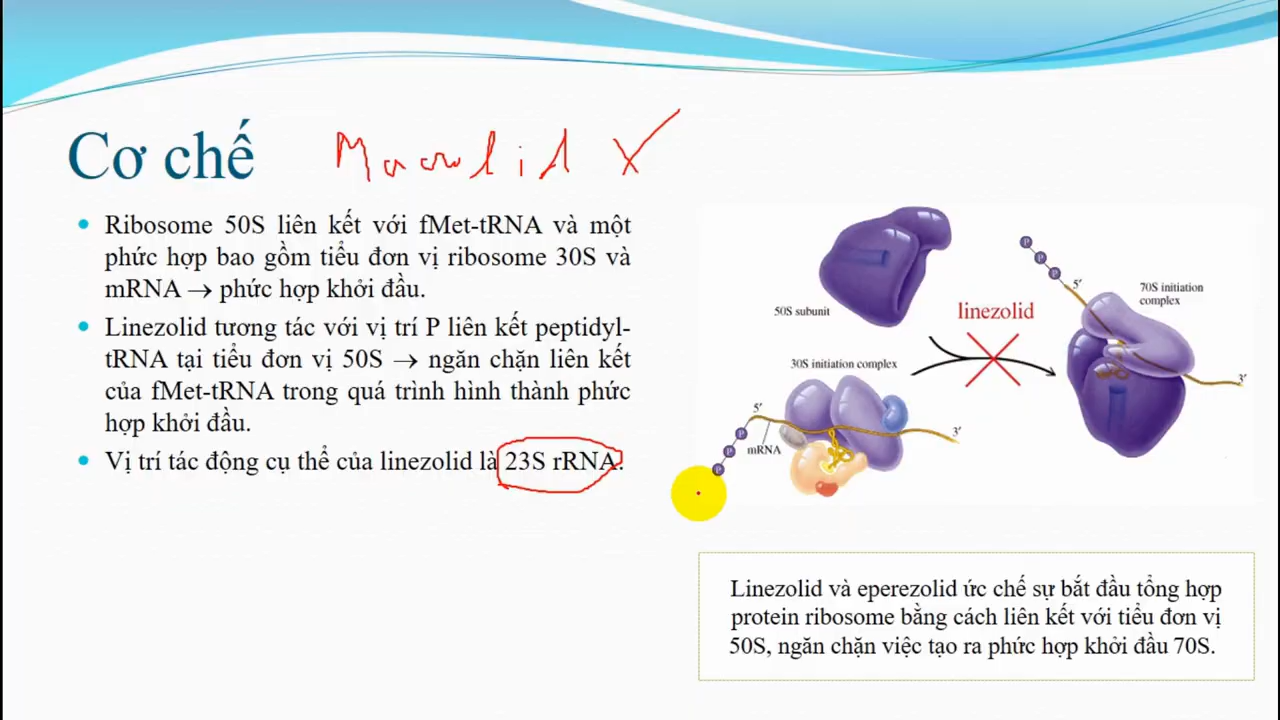 Cơ chế
Macrolid
Ribosome 50S liên kết với fMet-tRNA và một
phức hợp bao gồm tiểu đơn vị ribosome 30S và
mRNA → phức hợp khởi đầu.
Linezolid tương tác với vị trí P liên kết peptidyl-
tRNA tại tiểu đơn vị 50S → ngăn chặn liên kết
của fMet-tRNA trong quá trình hình thành phức
hợp khởi đầu.
Vị trí tác động cụ thể của linezolid là 23S rRNA.
50S subunit
linezolid
30S initiation complex
5′
mRNA
3′
P
P
P
P
P
P
5′
70S initiation
complex
3′
Linezolid và eperezolid ức chế sự bắt đầu tổng hợp
protein ribosome bằng cách liên kết với tiểu đơn vị
50S, ngăn chặn việc tạo ra phức hợp khởi đầu 70S.